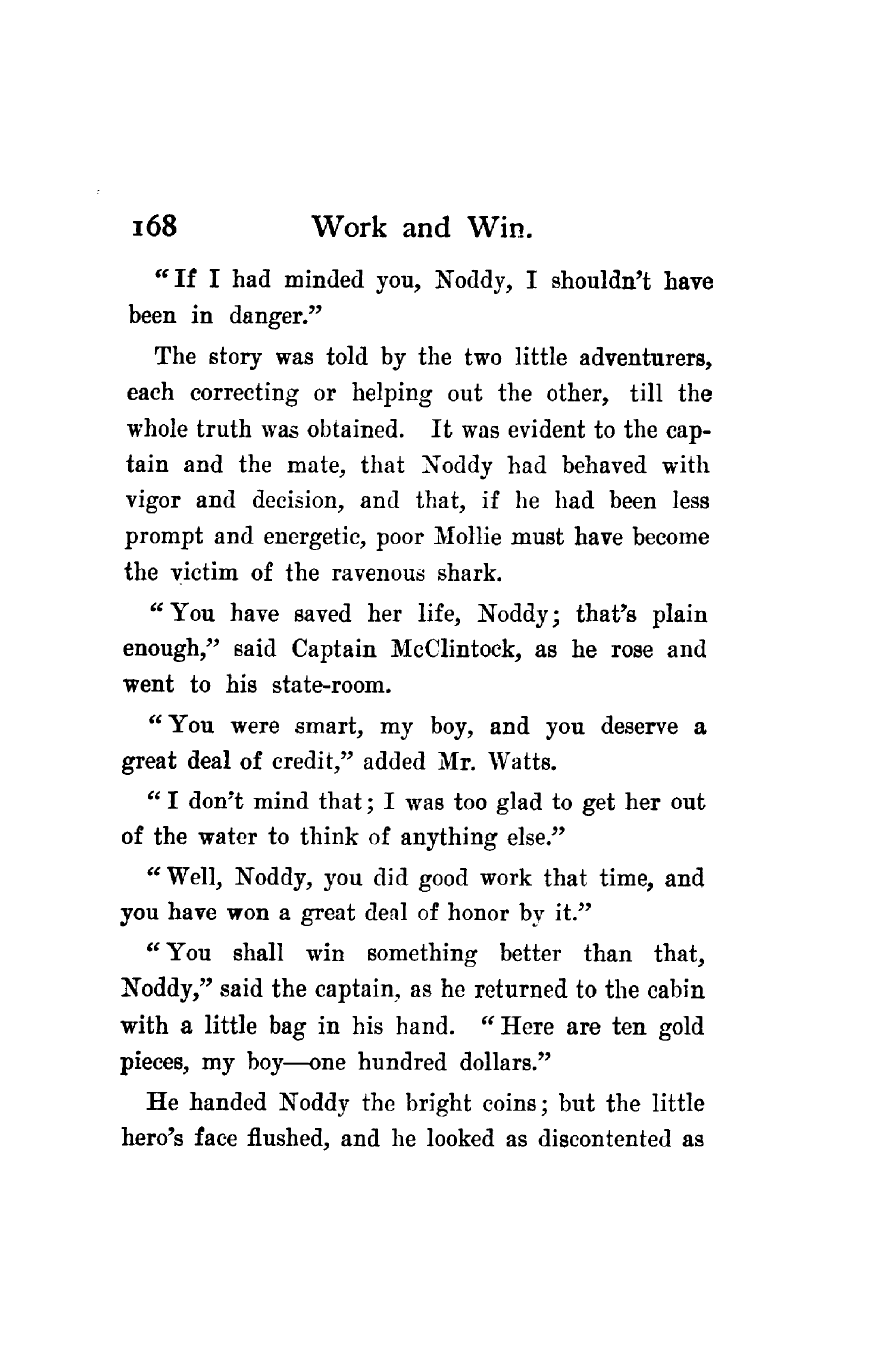 168 Work and Win.
“If I had minded you, Noddy, I shouldn’t have
been in danger.”
The story was told by the two little adventurers,
each correcting or helping out the other, till the
whole truth was obtained. It was evident to the cap-
tain and the mate, that Noddy had behaved with
vigor and decision, and that, if he had been less
prompt and energetic, poor Mollie must have become
the victim of the ravenous shark.
“You have saved her life, Noddy; that’s plain
enough,” said Captain McClintock, as he rose and
went to his state-room.
“You were smart, my boy, and you deserve a
great deal of credit,” added Mr. Watts.
“I don’t mind that; I was too glad to get her out
of the water to think of anything else.”
“Well, Noddy, you did good work that time, and
you have won a great deal of honor by it.”
“You shall win something better than that,
Noddy,” said the captain, as he returned to the cabin
with a little bag in his hand. “Here are ten gold
pieces, my boy—one hundred dollars.”
He handed Noddy the bright coins; but the little
hero’s face flushed, and he looked as discontented as